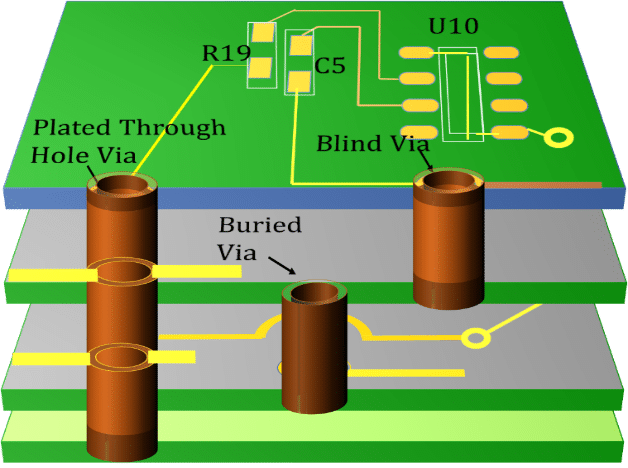 U10
R19
C5
Plated Through
Hole Via
Blind Via
Buried
Via